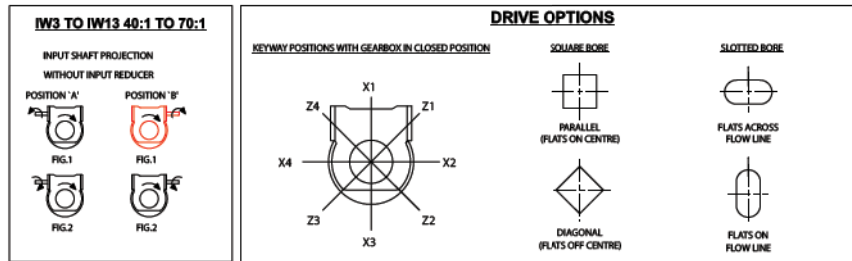 IW3 TO IW13 40:1 TO 70:1
INPUT SHAFT PROJECTION
WITHOUT INPUT REDUCER
POSITION 'A'
POSITION 'B'
FIG.1
FIG.1
FIG.2
FIG.2
DRIVE OPTIONS
KEYWAY POSITIONS WITH GEARBOX IN CLOSED POSITION
X1
Z4
Z1
X4
X2
Z3
Z2
X3
SQUARE BORE
PARALLEL
(FLATS ON CENTRE)
DIAGONAL
(FLATS OFF CENTRE)
SLOTTED BORE
FLATS ACROSS
FLOW LINE
FLATS ON
FLOW LINE